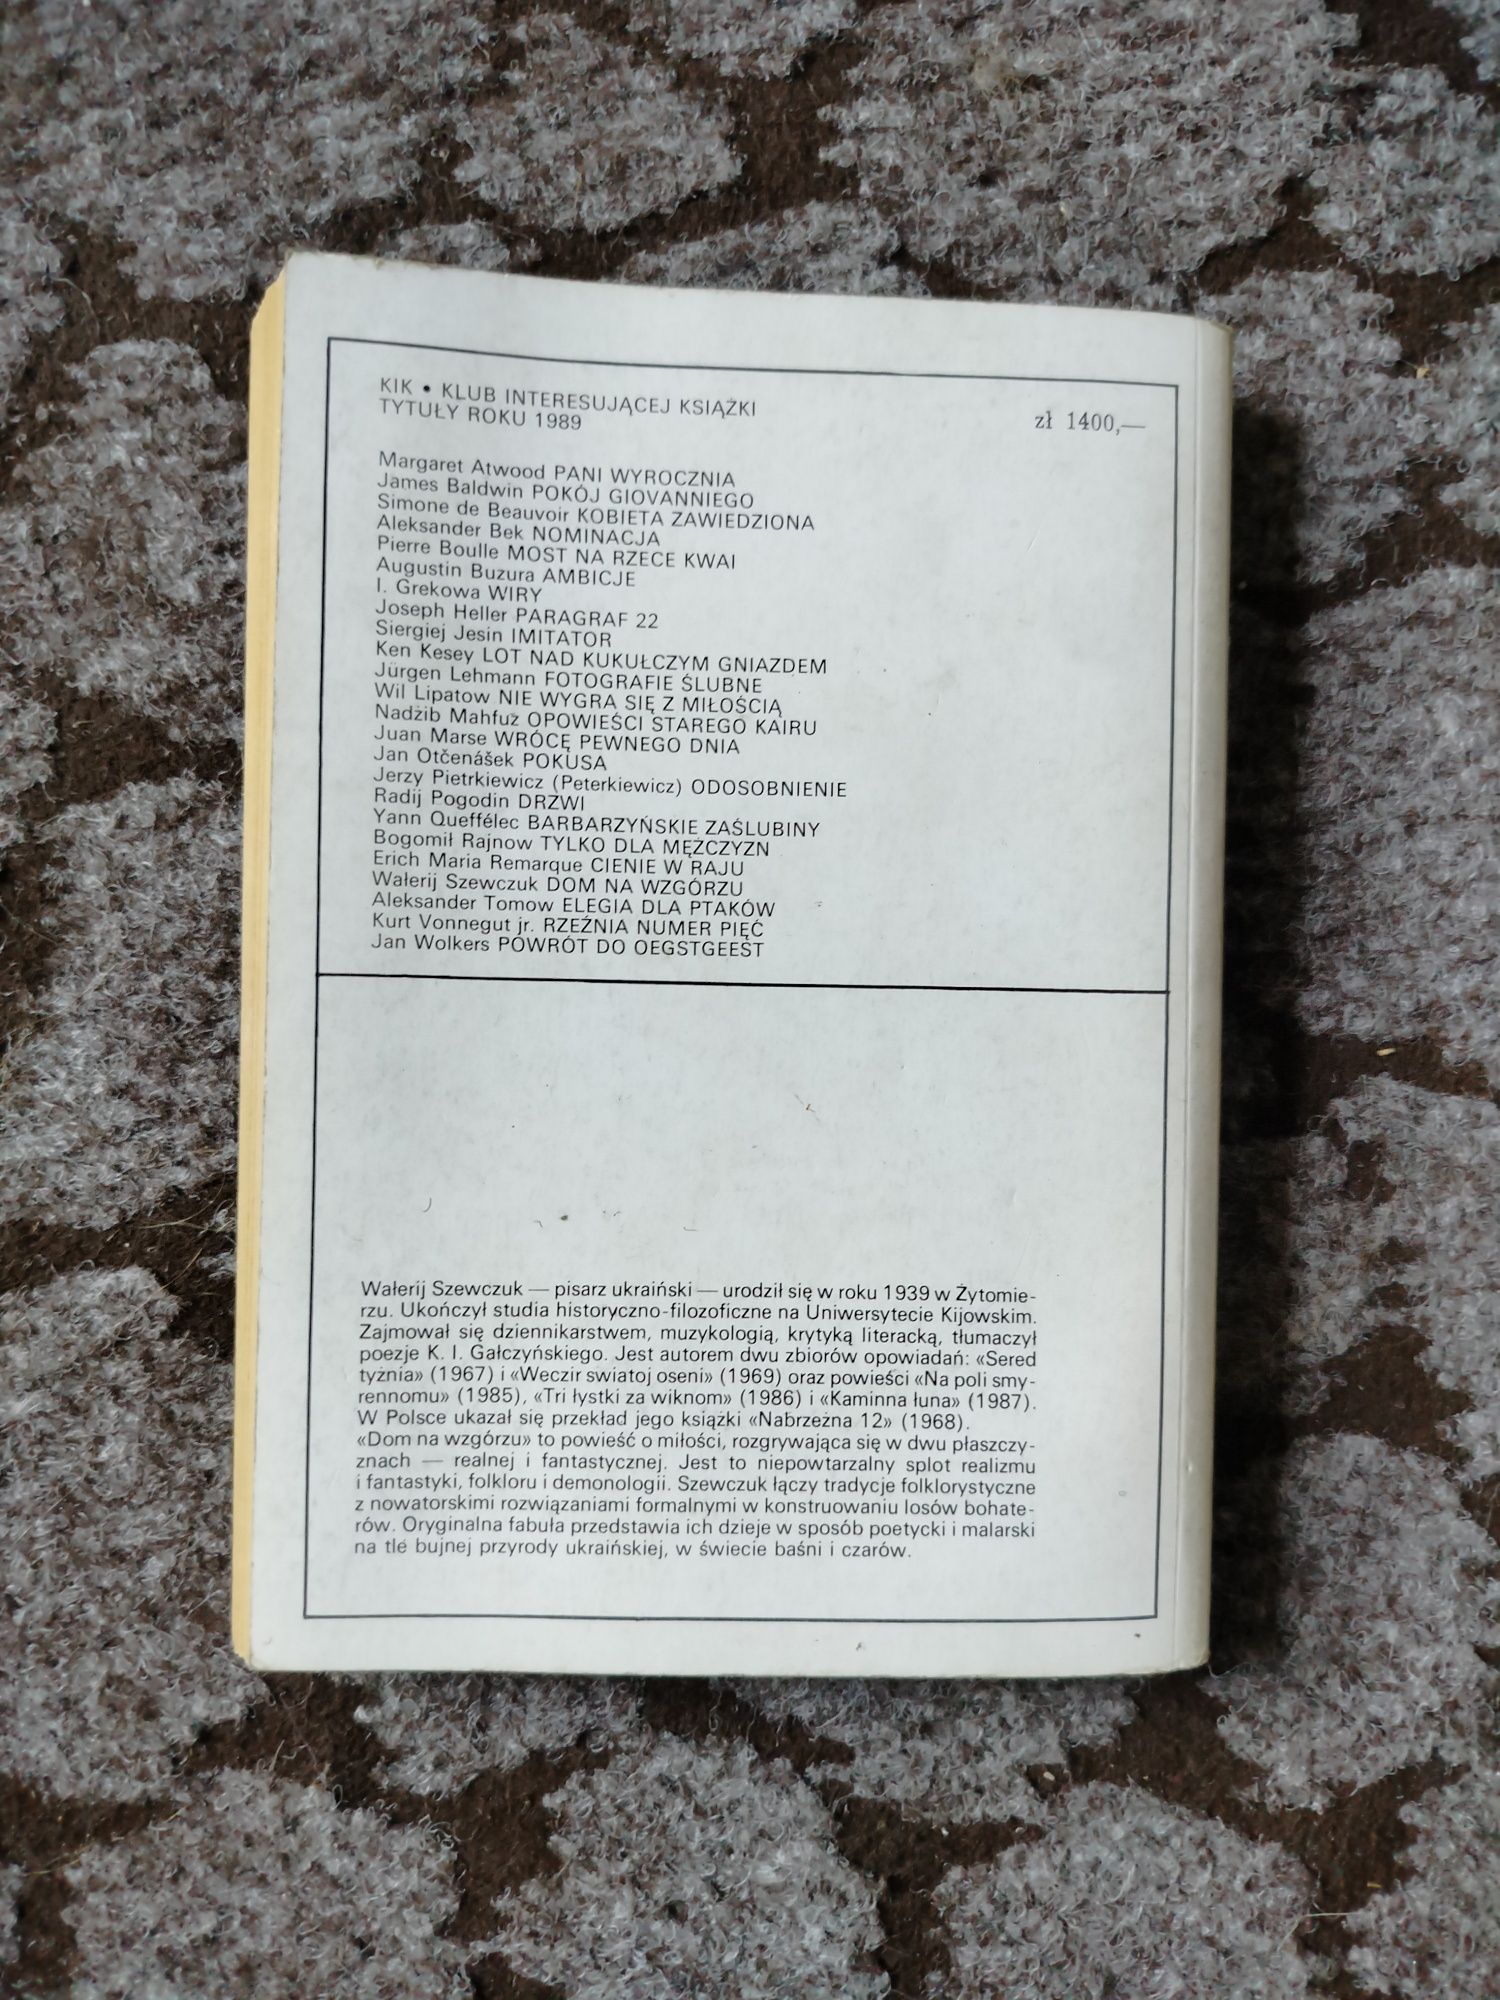 KIK • KLUB INTERESUJĄCEJ KSIĄŻKI
TYTUŁY ROKU 1989
zł 1400,—
Margaret Atwood PANI WYROCZNIA
James Baldwin POKÓJ GIOVANNIEGO
Simone de Beauvoir KOBIETA ZAWIEDZIONA
Aleksander Bek NOMINACJA
Pierre Boulle MOST NA RZECE KWAI
Augustin Buzura AMBICJE
I. Grekowa WIRY
Joseph Heller PARAGRAF 22
Siergiej Jesin IMITATOR
Ken Kesey LOT NAD KUKUŁCZYM GNIAZDEM
Jürgen Lehmann FOTOGRAFIE ŚLUBNE
Wil Lipatow NIE WYGRA SIĘ Z MIŁOŚCIĄ
Nadżib Mahfuz OPOWIEŚCI STAREGO KAIRU
Juan Marse WRÓCĘ PEWNEGO DNIA
Jan Otčenášek POKUSA
Jerzy Pietrkiewicz (Peterkiewicz) ODOSOBNIENIE
Radij Pogodin DRZWI
Yann Queffélec BARBARZYŃSKIE ZAŚLUBINY
Bogomił Rajnow TYLKO DLA MĘŻCZYZN
Erich Maria Remarque CIENIE W RAJU
Wałerij Szewczuk DOM NA WZGÓRZU
Aleksander Tomow ELEGIA DLA PTAKÓW
Kurt Vonnegut jr. RZEŹNIA NUMER PIĘĆ
Jan Wolkers POWRÓT DO OEGSTGEEST
Wałerij Szewczuk — pisarz ukraiński — urodził się w roku 1939 w Żytomie-
rzu. Ukończył studia historyczno-filozoficzne na Uniwersytecie Kijowskim.
Zajmował się dziennikarstwem, muzykologią, krytyką literacką, tłumaczył
poezje K. I. Gałczyńskiego. Jest autorem dwu zbiorów opowiadań: «Sered
tyżnia» (1967) i «Weczir swiatoj oseni» (1969) oraz powieści «Na poli smy-
rennomu» (1985), «Tri łystki za wiknom» (1986) i «Kaminna łuna» (1987).
W Polsce ukazał się przekład jego książki «Nabrzeżna 12» (1968).
«Dom na wzgórzu» to powieść o miłości, rozgrywająca się w dwu płaszczy-
znach — realnej i fantastycznej. Jest to niepowtarzalny splot realizmu
i fantastyki, folkloru i demonologii. Szewczuk łączy tradycje folklorystyczne
z nowatorskimi rozwiązaniami formalnymi w konstruowaniu losów bohate-
rów. Oryginalna fabuła przedstawia ich dzieje w sposób poetycki i malarski
na tle bujnej przyrody ukraińskiej, w świecie baśni i czarów.